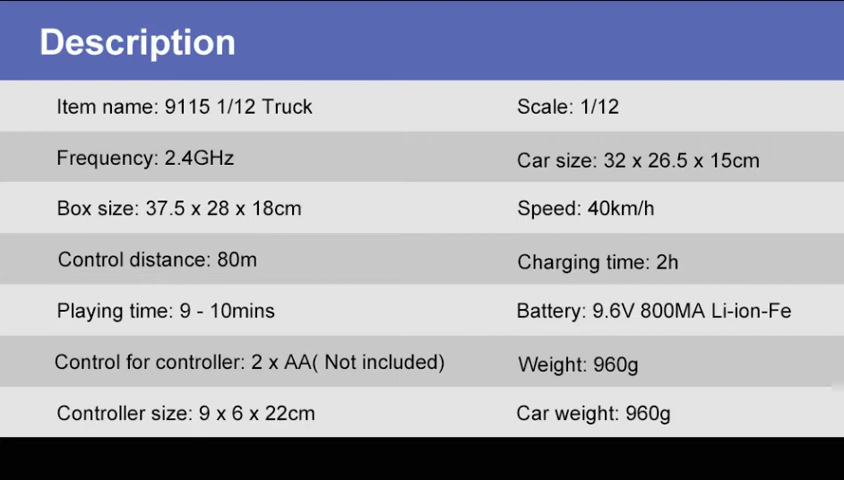 Description
Item name: 9115 1/12 Truck
Scale: 1/12
Frequency: 2.4GHz
Car size: 32 x 26.5 x 15cm
Box size: 37.5 x 28 x 18cm
Speed: 40km/h
Control distance: 80m
Charging time: 2h
Playing time: 9 - 10mins
Battery: 9.6V 800MA Li-ion-Fe
Control for controller: 2 x AA( Not included)
Weight: 960g
Controller size: 9 x 6 x 22cm
Car weight: 960g